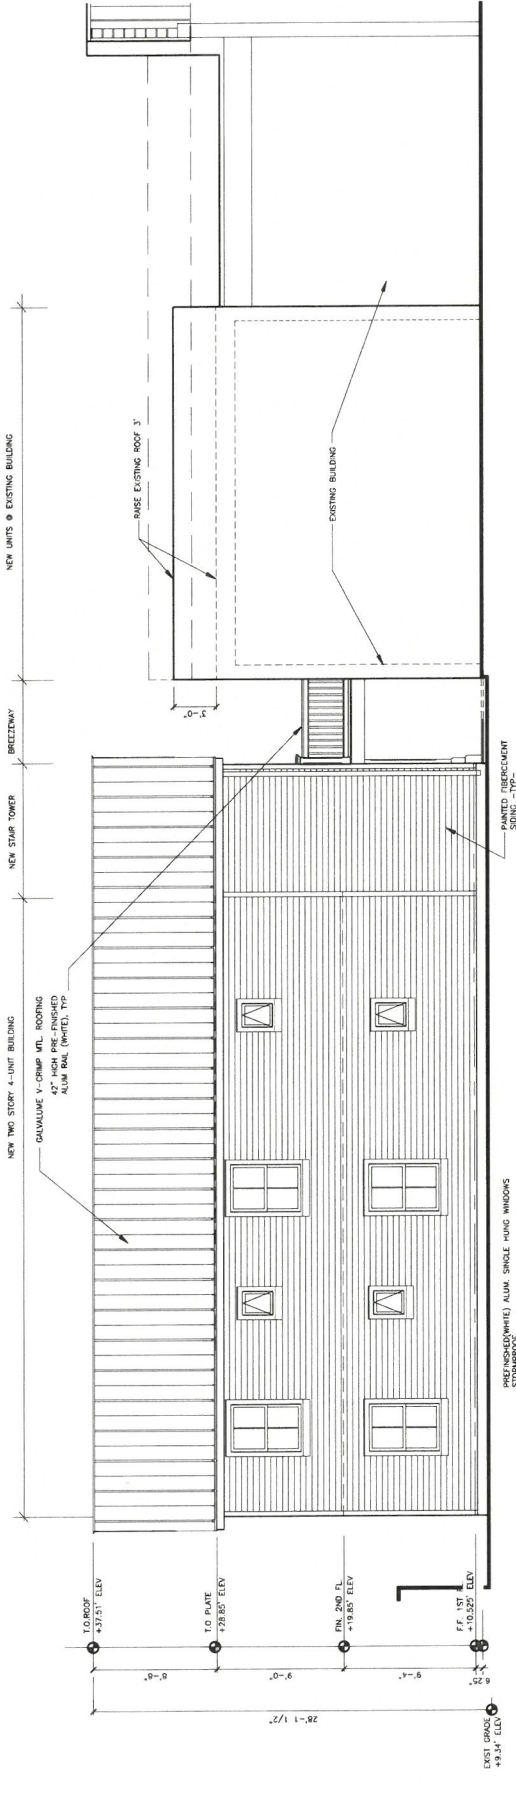 NEW TWO STORY 4-UNIT BUILDING
NEW STAIR TOWER
BREEZEWAY
NEW UNITS @ EXISTING BUILDING
GALVALUME V-CRIMP MTL. ROOFING
42" HIGH PRE-FINISHED
ALUM RAIL (WHITE), TYP
RAISE EXISTING ROOF 3'
3'-0"
EXISTING BUILDING
T.O.ROOF
+37.51' ELEV
T.O. PLATE
+28.85' ELEV
FIN. 2ND FL.
+19.85' ELEV
F.F. 1ST
+10.525' ELEV
EXIST GRADE
+9.34' ELEV
8'-8"
9'-0"
9'-4"
6.25"
28'-1 1/2"
PREFINISHED(WHITE) ALUM. SINGLE HUNG WINDOWS
STORMPROOF
PAINTED FIBERCEMENT
SIDING -TYP-